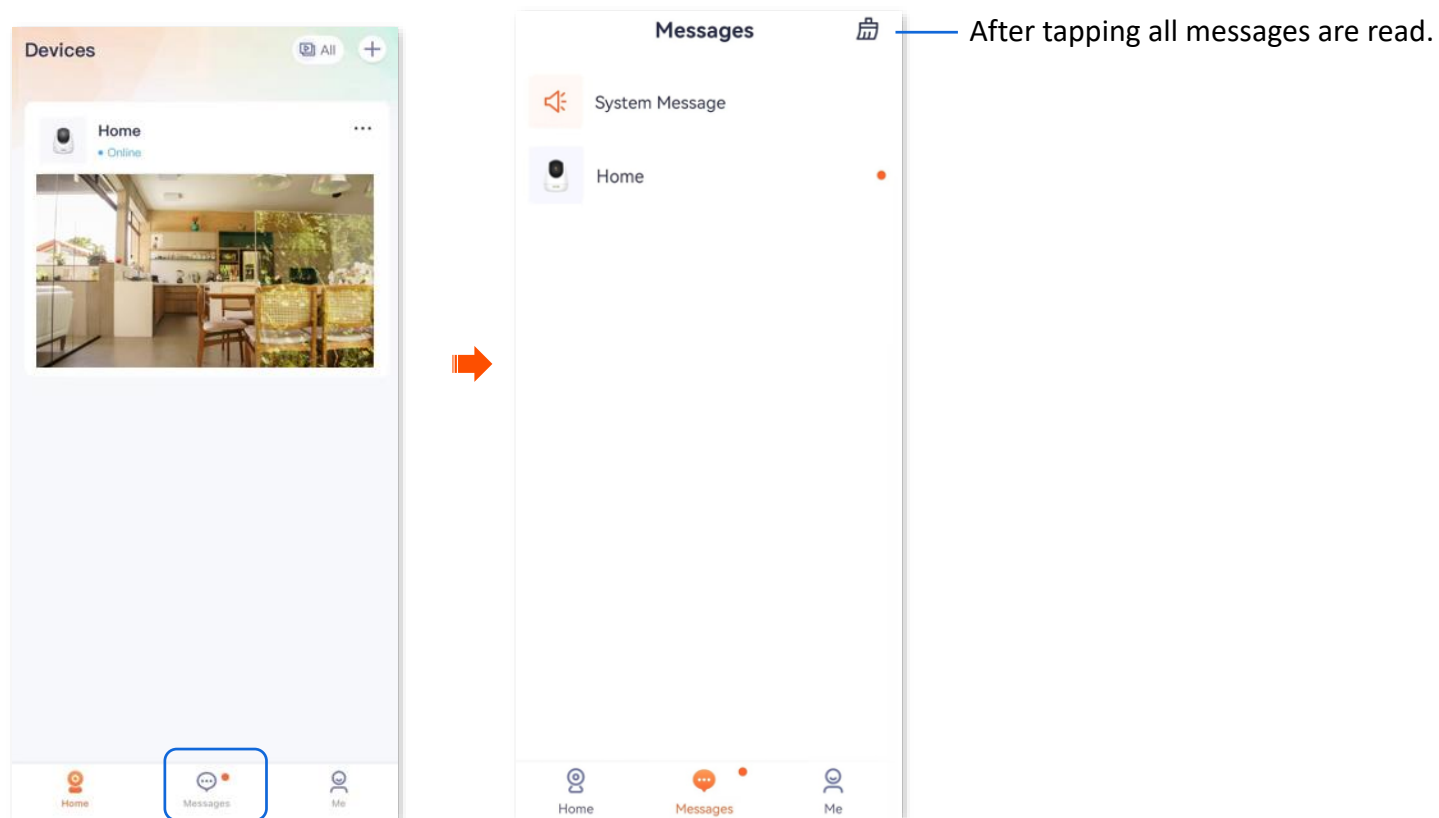 Devices
All
Home
Online
Home
Messages
Me
Messages
System Message
Home
Home
Messages
Me
After tapping all messages are read.